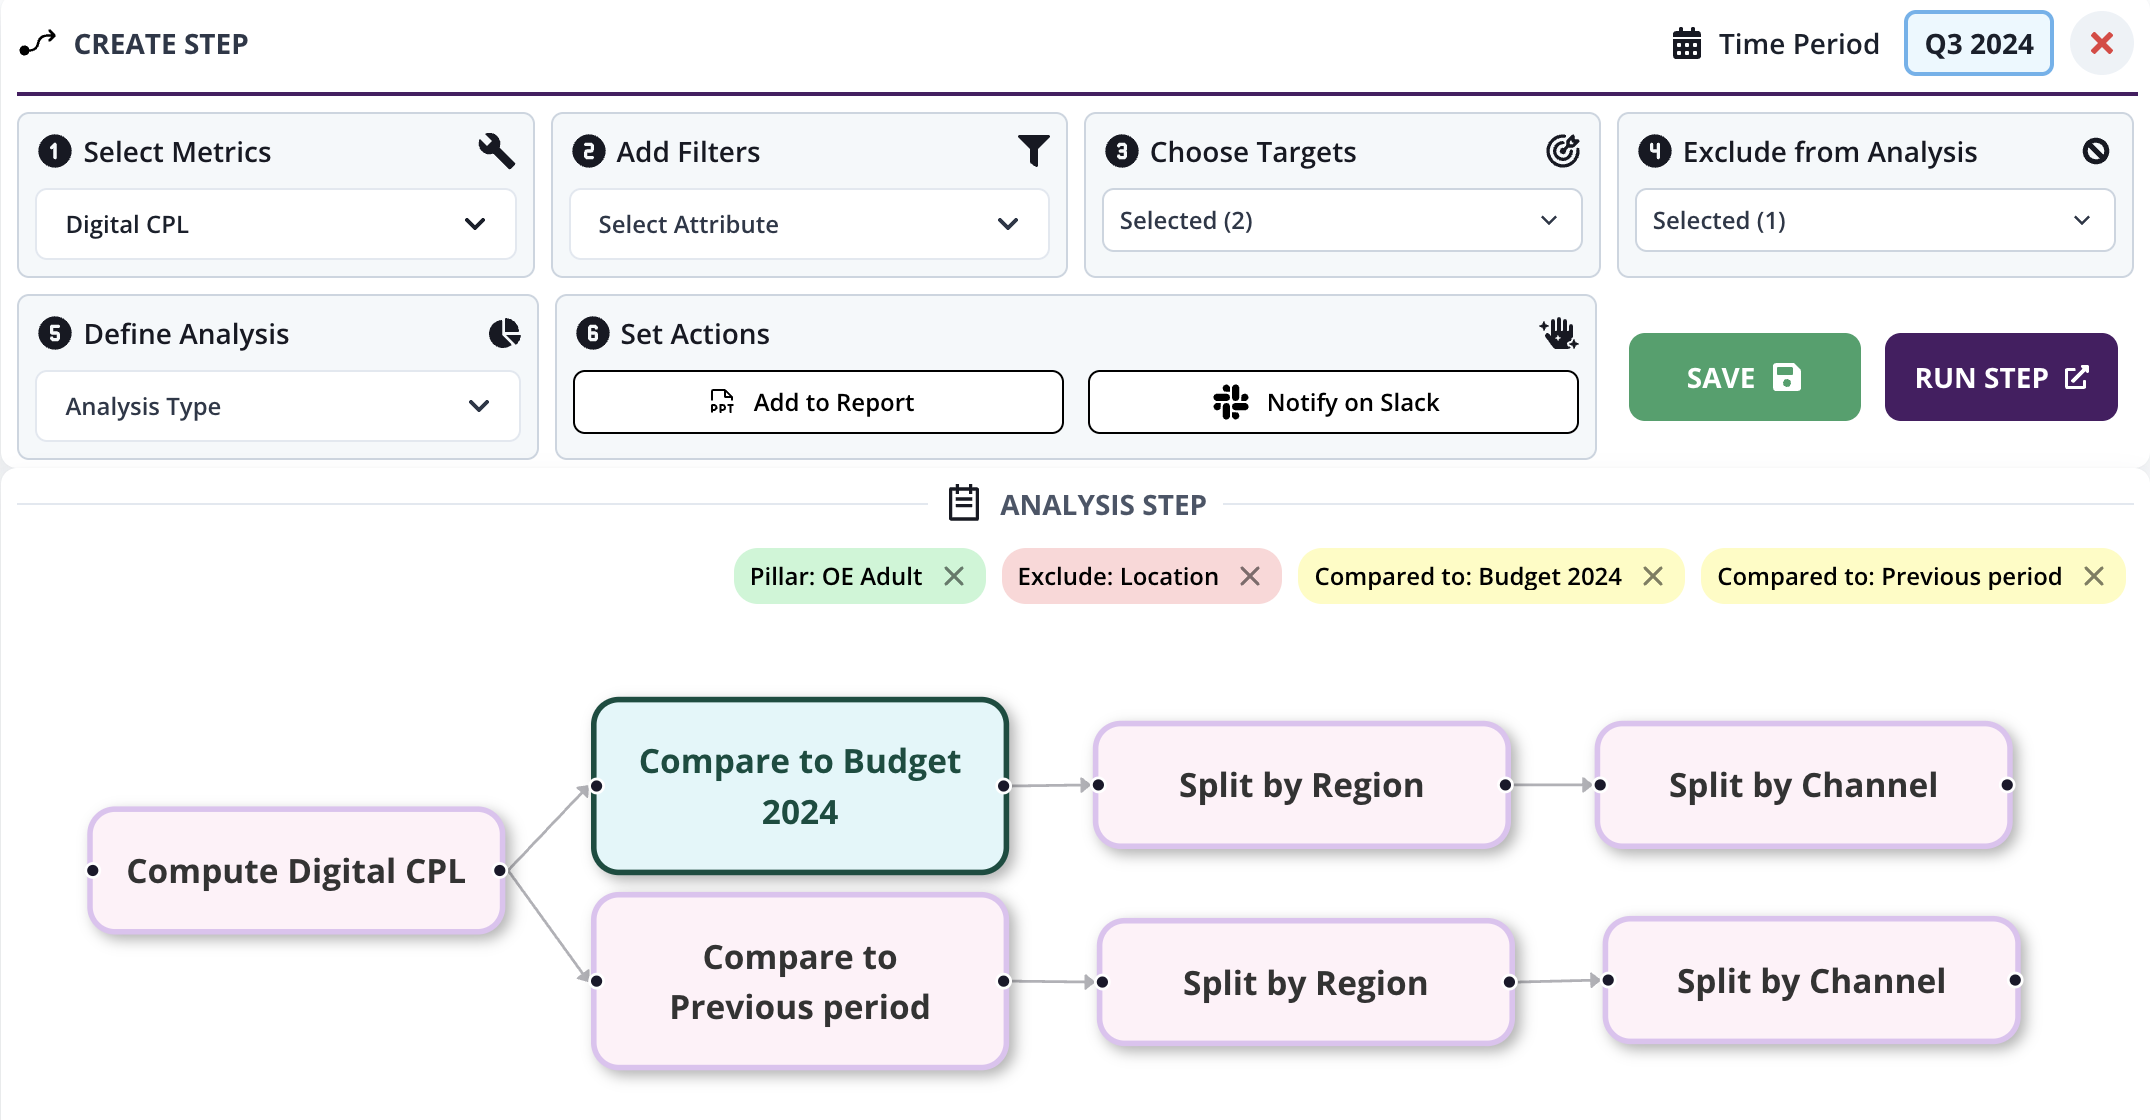 CREATE STEP
Time Period
Q3 2024
1 Select Metrics
2 Add Filters
3 Choose Targets
4 Exclude from Analysis
Digital CPL
Select Attribute
Selected (2)
Selected (1)
5 Define Analysis
6 Set Actions
Analysis Type
PPT Add to Report
Notify on Slack
SAVE
RUN STEP
ANALYSIS STEP
Pillar: OE Adult
Exclude: Location
Compared to: Budget 2024
Compared to: Previous period
Compute Digital CPL
Compare to Budget
2024
Split by Region
Split by Channel
Compare to
Previous period
Split by Region
Split by Channel